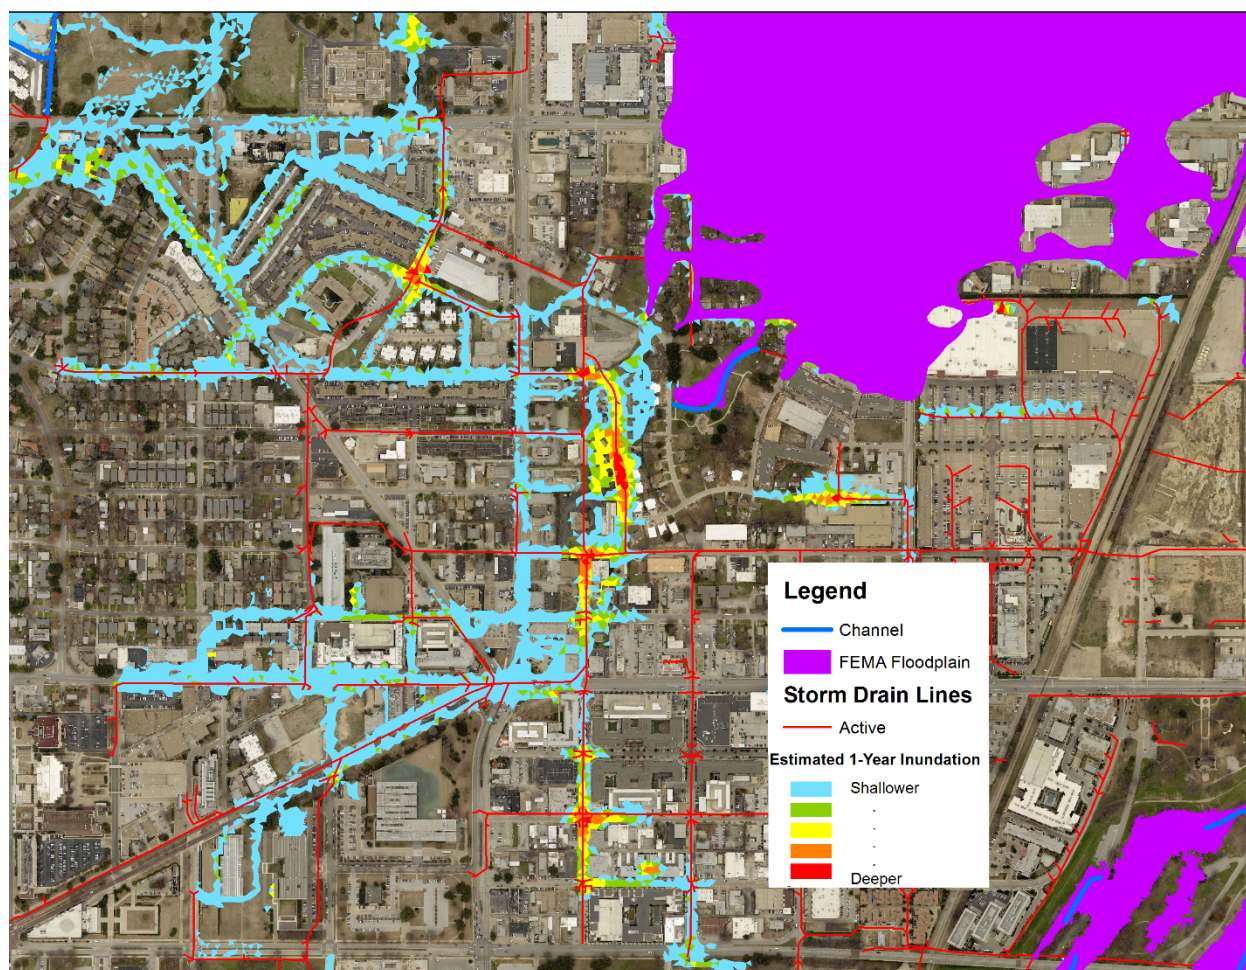 Legend
Channel
FEMA Floodplain
Storm Drain Lines
Active
Estimated 1-Year Inundation
Shallower
Deeper